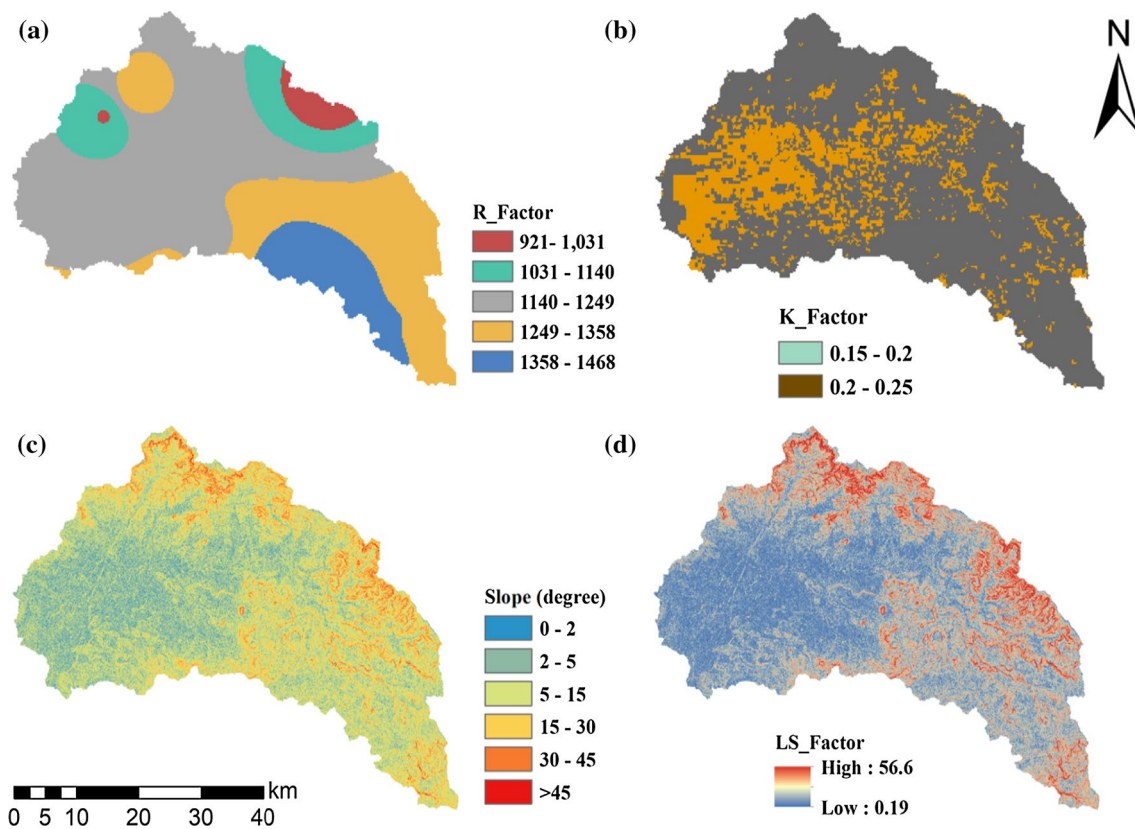 (a)
R_Factor
921- 1,031
1031 - 1140
1140 - 1249
1249 - 1358
1358 - 1468
(b)
N
K_Factor
0.15 - 0.2
0.2 - 0.25
(c)
Slope (degree)
0 - 2
2 - 5
5 - 15
15 - 30
30 - 45
>45
km
0 5 10 20 30 40
(d)
LS_Factor
High : 56.6
Low : 0.19